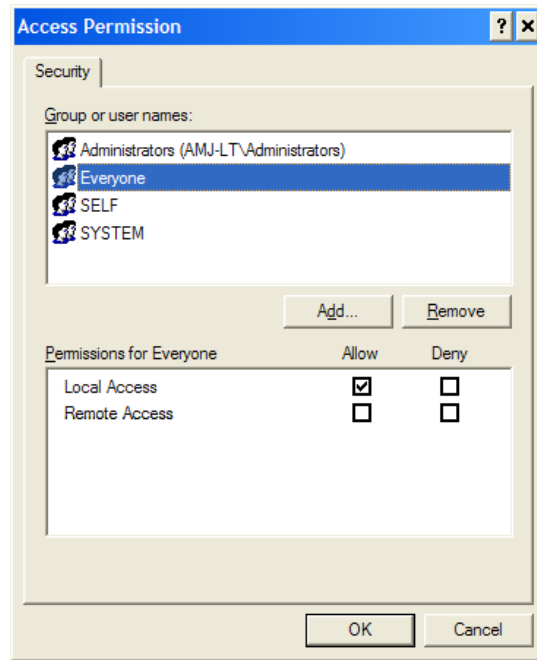 Access Permission
Security
Group or user names:
Administrators (AMJ-LT\Administrators)
Everyone
SELF
SYSTEM
Add... Remove
Permissions for Everyone Allow Deny
Local Access
Remote Access
OK Cancel